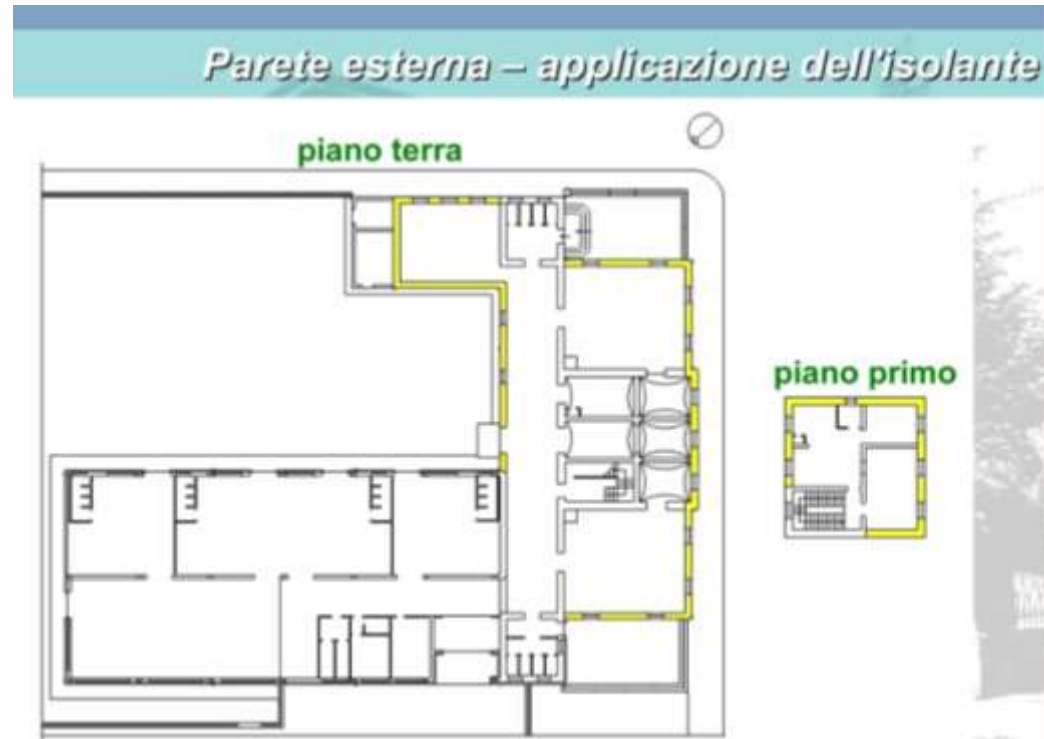 Parete esterna – applicazione dell'isolante
piano terra
piano primo